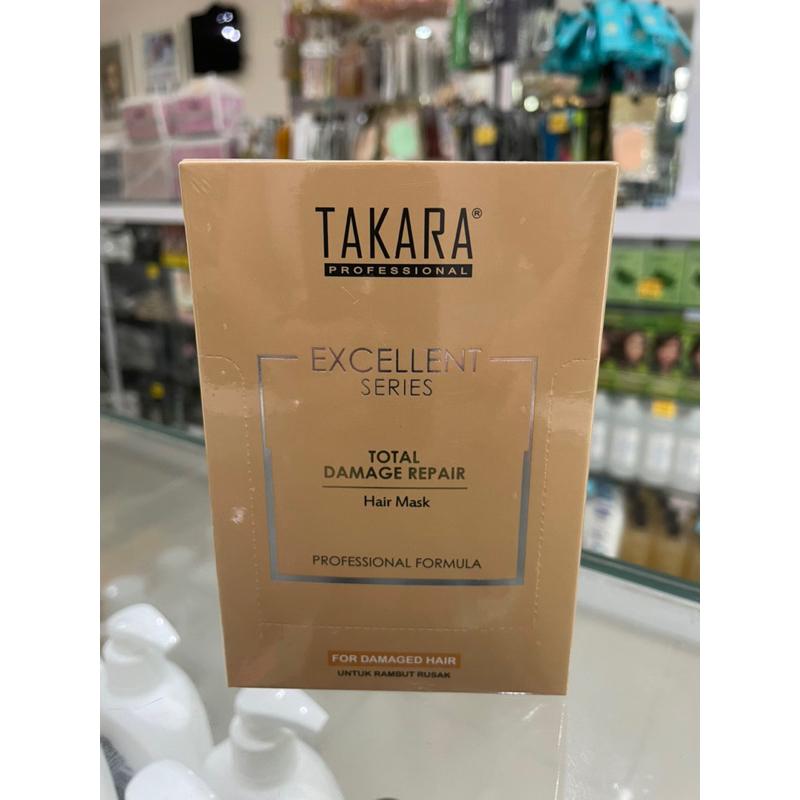 TAKARA®
PROFESSIONAL
EXCELLENT
SERIES
TOTAL
DAMAGE REPAIR
Hair Mask
PROFESSIONAL FORMULA
FOR DAMAGED HAIR
UNTUK RAMBUT RUSAK